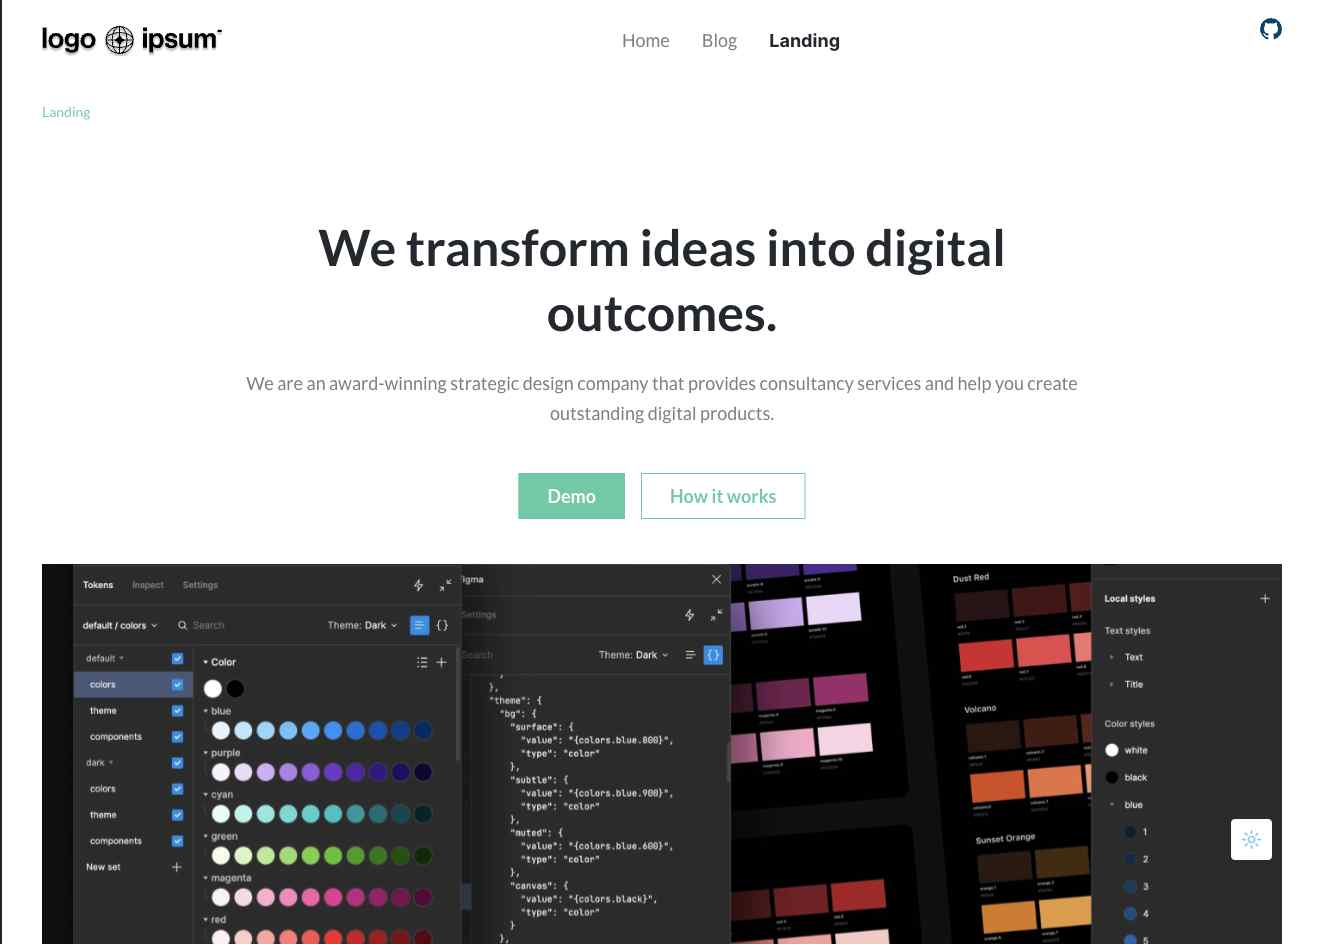 logo ipsum
Home Blog Landing
Landing
We transform ideas into digital
outcomes.
We are an award-winning strategic design company that provides consultancy services and help you create
outstanding digital products.
Demo How it works
Tokens Inspect Settings
default / colors Search Theme: Dark
default
colors
theme
components
dark
colors
theme
components
New set
Color
blue
purple
cyan
green
magenta
red
igma
Settings
Search Theme: Dark {}
},
"theme": {
"bg": {
"surface": {
"value": "{colors.blue.800}",
"type": "color"
},
"subtle": {
"value": "{colors.blue.900}",
"type": "color"
},
"muted": {
"value": "{colors.blue.600}",
"type": "color"
},
"canvas": {
"value": "{colors.black}",
"type": "color"
}
},
Dust Red
Volcano
Sunset Orange
Local styles
Text styles
Text
Title
Color styles
white
black
blue
1
2
3
4
5